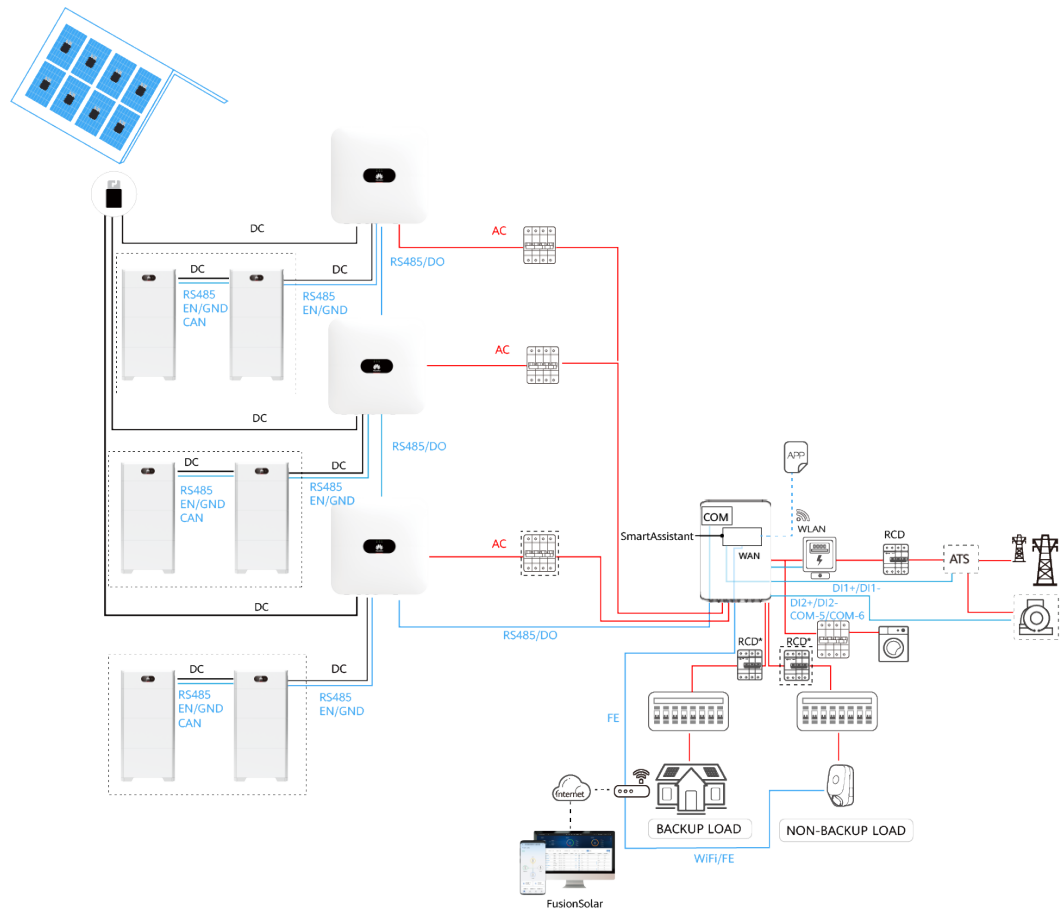 DC
AC
RS485/DO
DC
RS485
EN/GND
CAN
DC
RS485
EN/GND
AC
DC
RS485/DO
DC
RS485
EN/GND
CAN
DC
RS485
EN/GND
APP
COM
SmartAssistant
WAN
WLAN
RCD
ATS
AC
DI1+/DI1-
DI2+/DI2-
COM-5/COM-6
DC
RS485/DO
RCD*
RCD*
DC
RS485
EN/GND
CAN
DC
RS485
EN/GND
FE
Internet
BACKUP LOAD
NON-BACKUP LOAD
WiFi/FE
FusionSolar